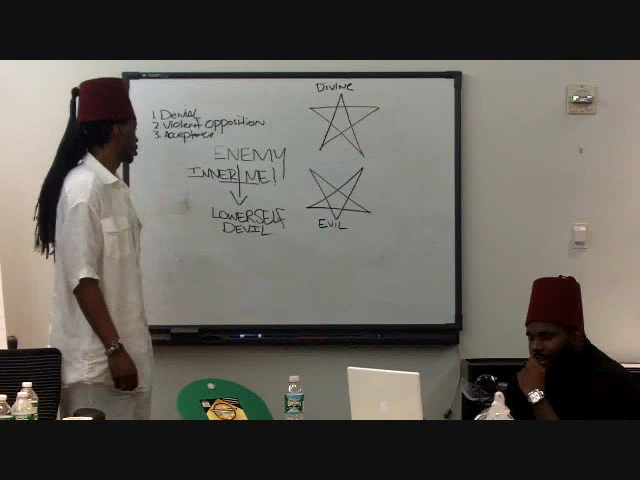 DIVINE
1. Denial
2. Violent Opposition
3. Acceptance
ENEMY
INNER ME!
LOWERSELF
DEVIL
EVIL